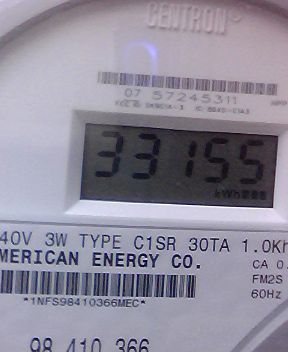 CENTRON
07 57245311
33155
kWh
40V 3W TYPE C1SR 30TA 1.0Kh
MERICAN ENERGY CO.
CA 0.
FM2S
*1NFS98410366MEC*
60Hz
98 410 366